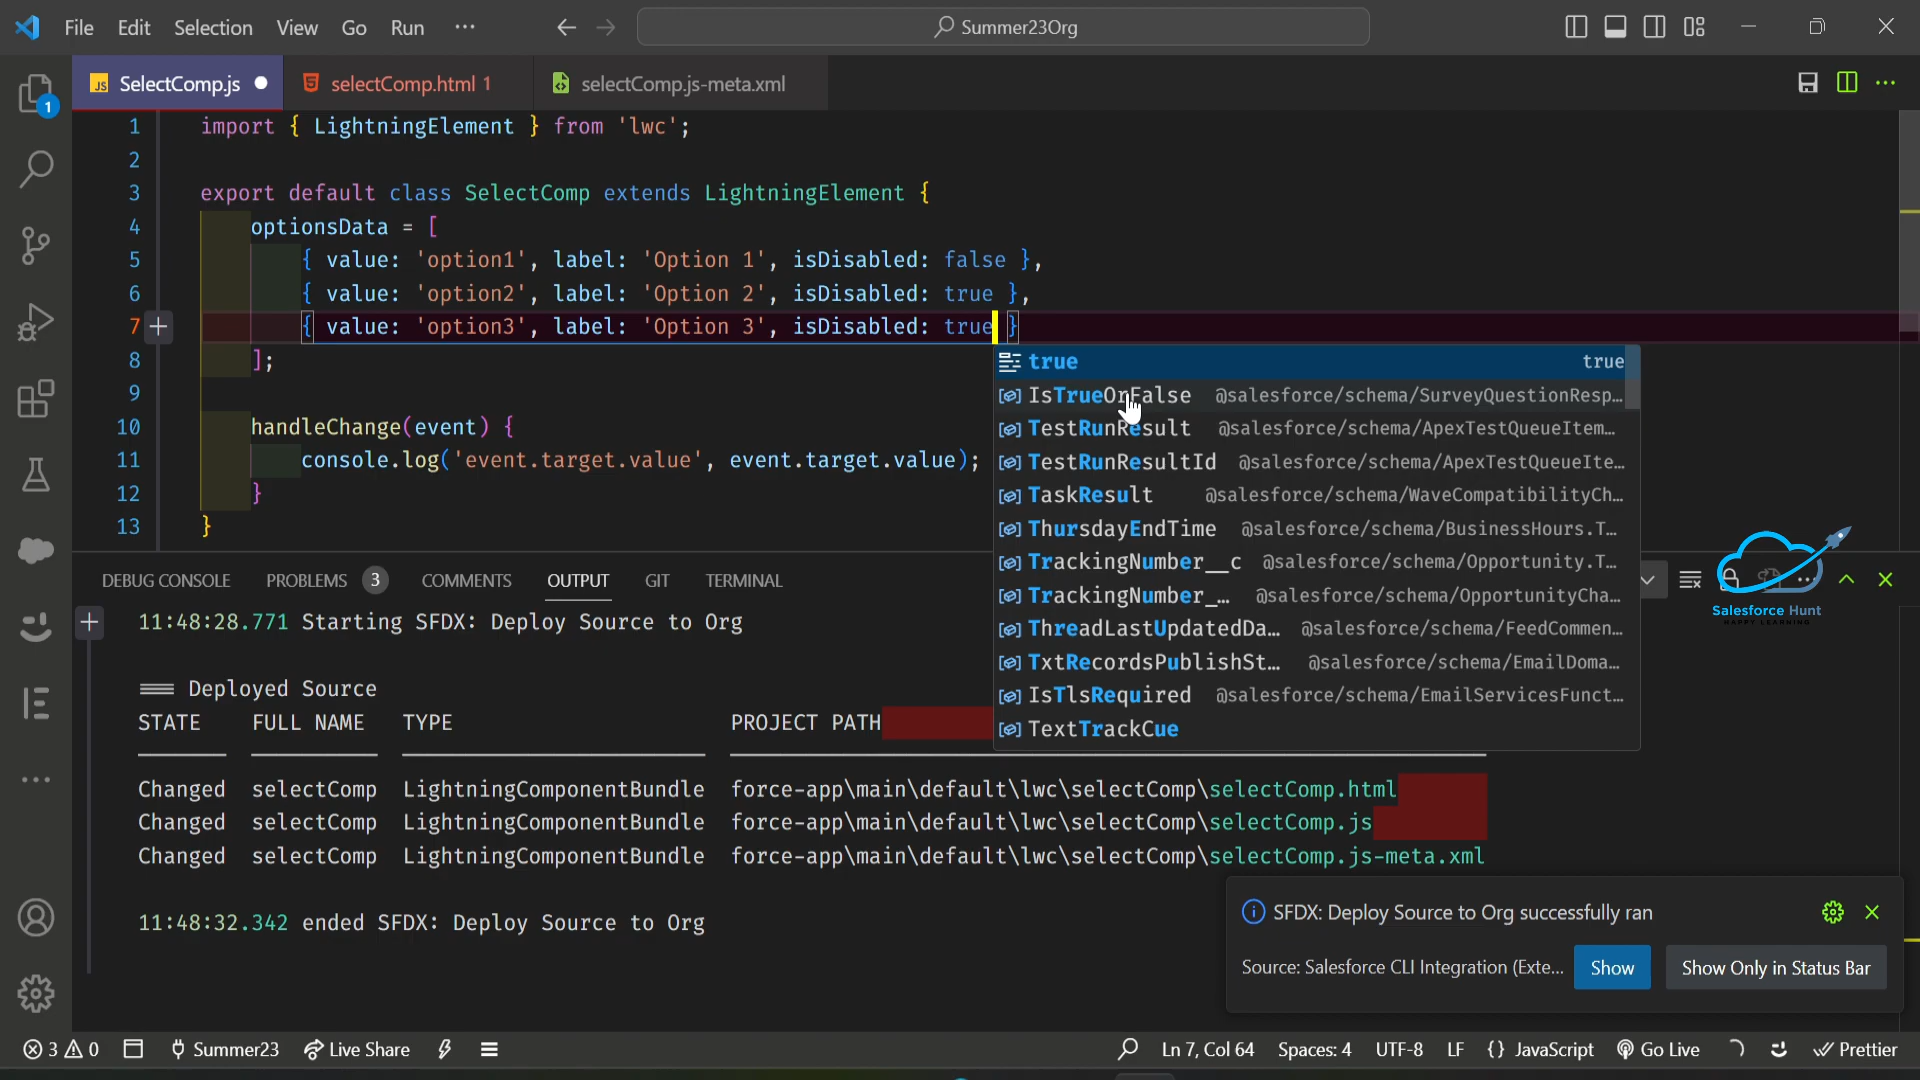 File Edit Selection View Go Run ··· Summer23Org
SelectComp.js selectComp.html 1 selectComp.js-meta.xml
1 import { LightningElement } from 'lwc';
2
3 export default class SelectComp extends LightningElement {
4 optionsData = [
5 { value: 'option1', label: 'Option 1', isDisabled: false },
6 { value: 'option2', label: 'Option 2', isDisabled: true },
7 { value: 'option3', label: 'Option 3', isDisabled: true }
8 ];
9
10 handleChange(event) {
11 console.log('event.target.value', event.target.value);
12 }
13 }
true true
IsTrueOrFalse @salesforce/schema/SurveyQuestionResp...
TestRunResult @salesforce/schema/ApexTestQueueItem...
TestRunResultId @salesforce/schema/ApexTestQueueIte...
TaskResult @salesforce/schema/WaveCompatibilityCh...
ThursdayEndTime @salesforce/schema/BusinessHours.T...
TrackingNumber__c @salesforce/schema/Opportunity.T...
TrackingNumber_... @salesforce/schema/OpportunityCha...
ThreadLastUpdatedDa... @salesforce/schema/FeedCommen...
TxtRecordsPublishSt... @salesforce/schema/EmailDoma...
IsTlsRequired @salesforce/schema/EmailServicesFunct...
TextTrackCue
Salesforce Hunt
HAPPY LEARNING
DEBUG CONSOLE PROBLEMS 3 COMMENTS OUTPUT GIT TERMINAL
11:48:28.771 Starting SFDX: Deploy Source to Org
=== Deployed Source
STATE FULL NAME TYPE PROJECT PATH
Changed selectComp LightningComponentBundle force-app\main\default\lwc\selectComp\selectComp.html
Changed selectComp LightningComponentBundle force-app\main\default\lwc\selectComp\selectComp.js
Changed selectComp LightningComponentBundle force-app\main\default\lwc\selectComp\selectComp.js-meta.xml
11:48:32.342 ended SFDX: Deploy Source to Org
SFDX: Deploy Source to Org successfully ran
Source: Salesforce CLI Integration (Exte... Show Show Only in Status Bar
1
3 0 Summer23 Live Share Ln 7, Col 64 Spaces: 4 UTF-8 LF {} JavaScript Go Live Prettier